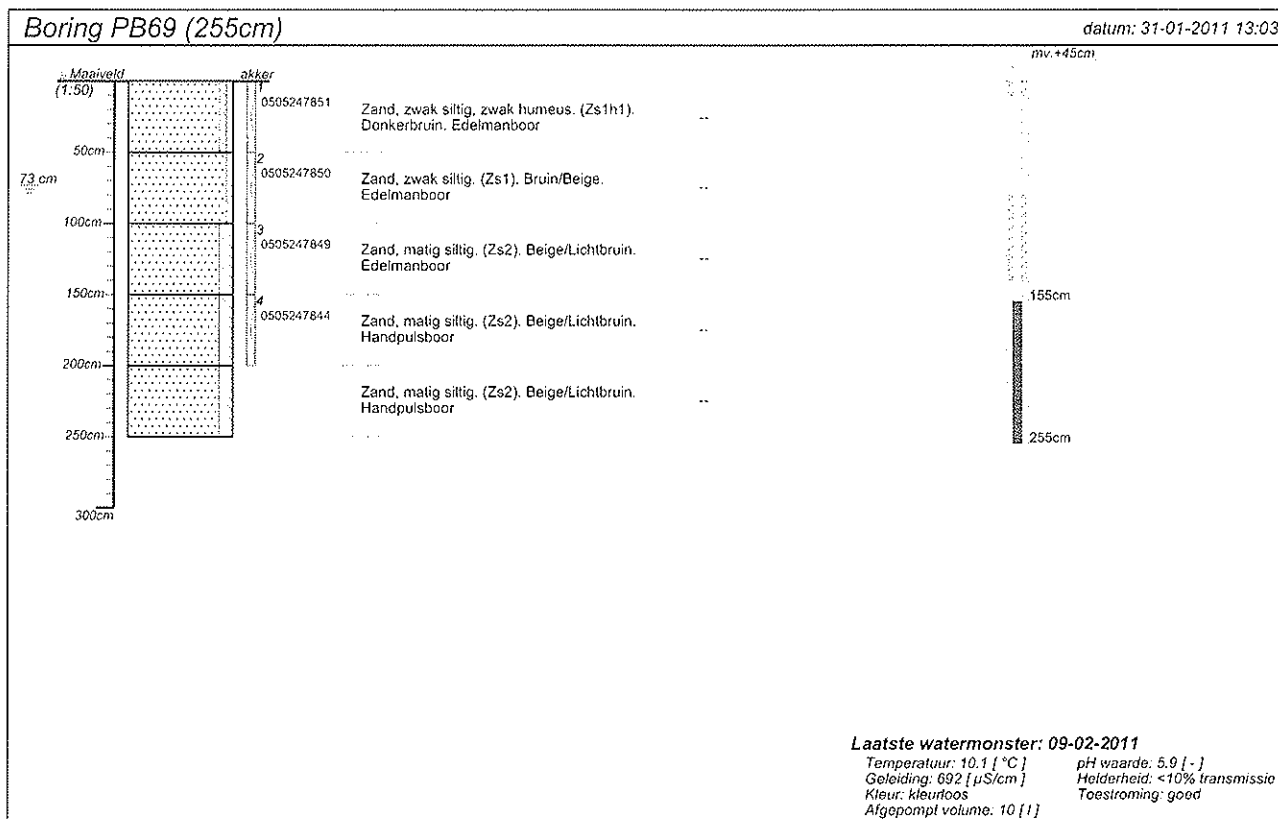 Boring PB69 (255cm)
datum: 31-01-2011 13:03
mv.+45cm
Maaiveld
akker
(1:50)
1
0505247851
Zand, zwak siltig, zwak humeus. (Zs1h1).
Donkerbruin. Edelmanboor
--
50cm
2
0505247850
73 cm
Zand, zwak siltig. (Zs1). Bruin/Beige.
Edelmanboor
--
100cm
3
0505247849
Zand, matig siltig. (Zs2). Beige/Lichtbruin.
Edelmanboor
--
150cm
155cm
4
0505247844
Zand, matig siltig. (Zs2). Beige/Lichtbruin.
Handpulsboor
--
200cm
Zand, matig siltig. (Zs2). Beige/Lichtbruin.
Handpulsboor
--
250cm
255cm
300cm
Laatste watermonster: 09-02-2011
Temperatuur: 10.1 [ °C ]
pH waarde: 5.9 [ - ]
Geleiding: 692 [ µS/cm ]
Helderheid: <10% transmissie
Kleur: kleurloos
Toestroming: goed
Afgepompt volume: 10 [ l ]